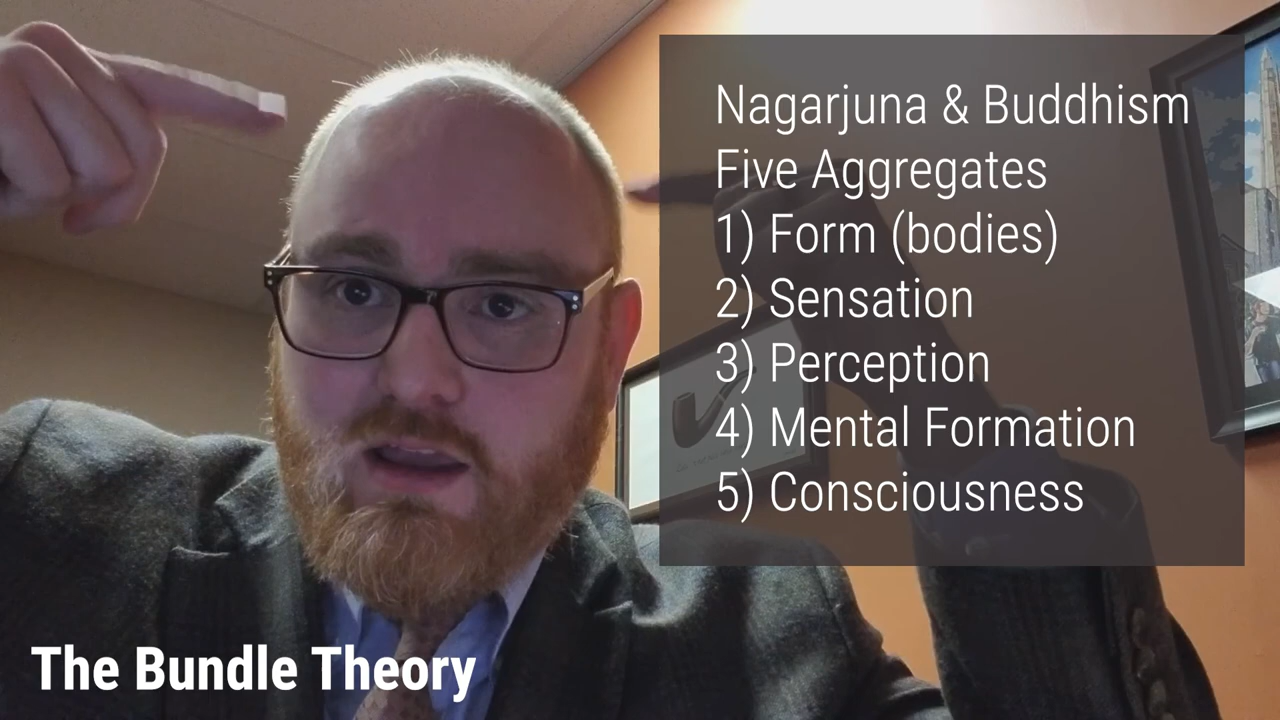 Nagarjuna & Buddhism
Five Aggregates
1) Form (bodies)
2) Sensation
3) Perception
4) Mental Formation
5) Consciousness
The Bundle Theory